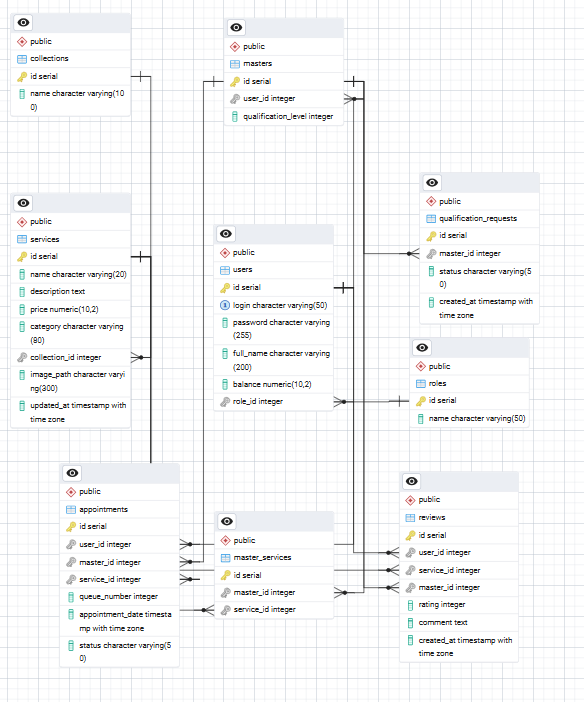 public
collections
id serial
name character varying(10
0)
public
masters
id serial
user_id integer
qualification_level integer
public
qualification_requests
id serial
master_id integer
status character varying(5
0)
created_at timestamp with
time zone
public
services
id serial
name character varying(20)
description text
price numeric(10,2)
category character varying
(80)
collection_id integer
image_path character varyi
ng(300)
updated_at timestamp with
time zone
public
users
id serial
login character varying(50)
password character varying
(255)
full_name character varying
(200)
balance numeric(10,2)
role_id integer
public
roles
id serial
name character varying(50)
public
appointments
id serial
user_id integer
master_id integer
service_id integer
queue_number integer
appointment_date timesta
mp with time zone
status character varying(5
0)
public
master_services
id serial
master_id integer
service_id integer
public
reviews
id serial
user_id integer
service_id integer
master_id integer
rating integer
comment text
created_at timestamp with
time zone